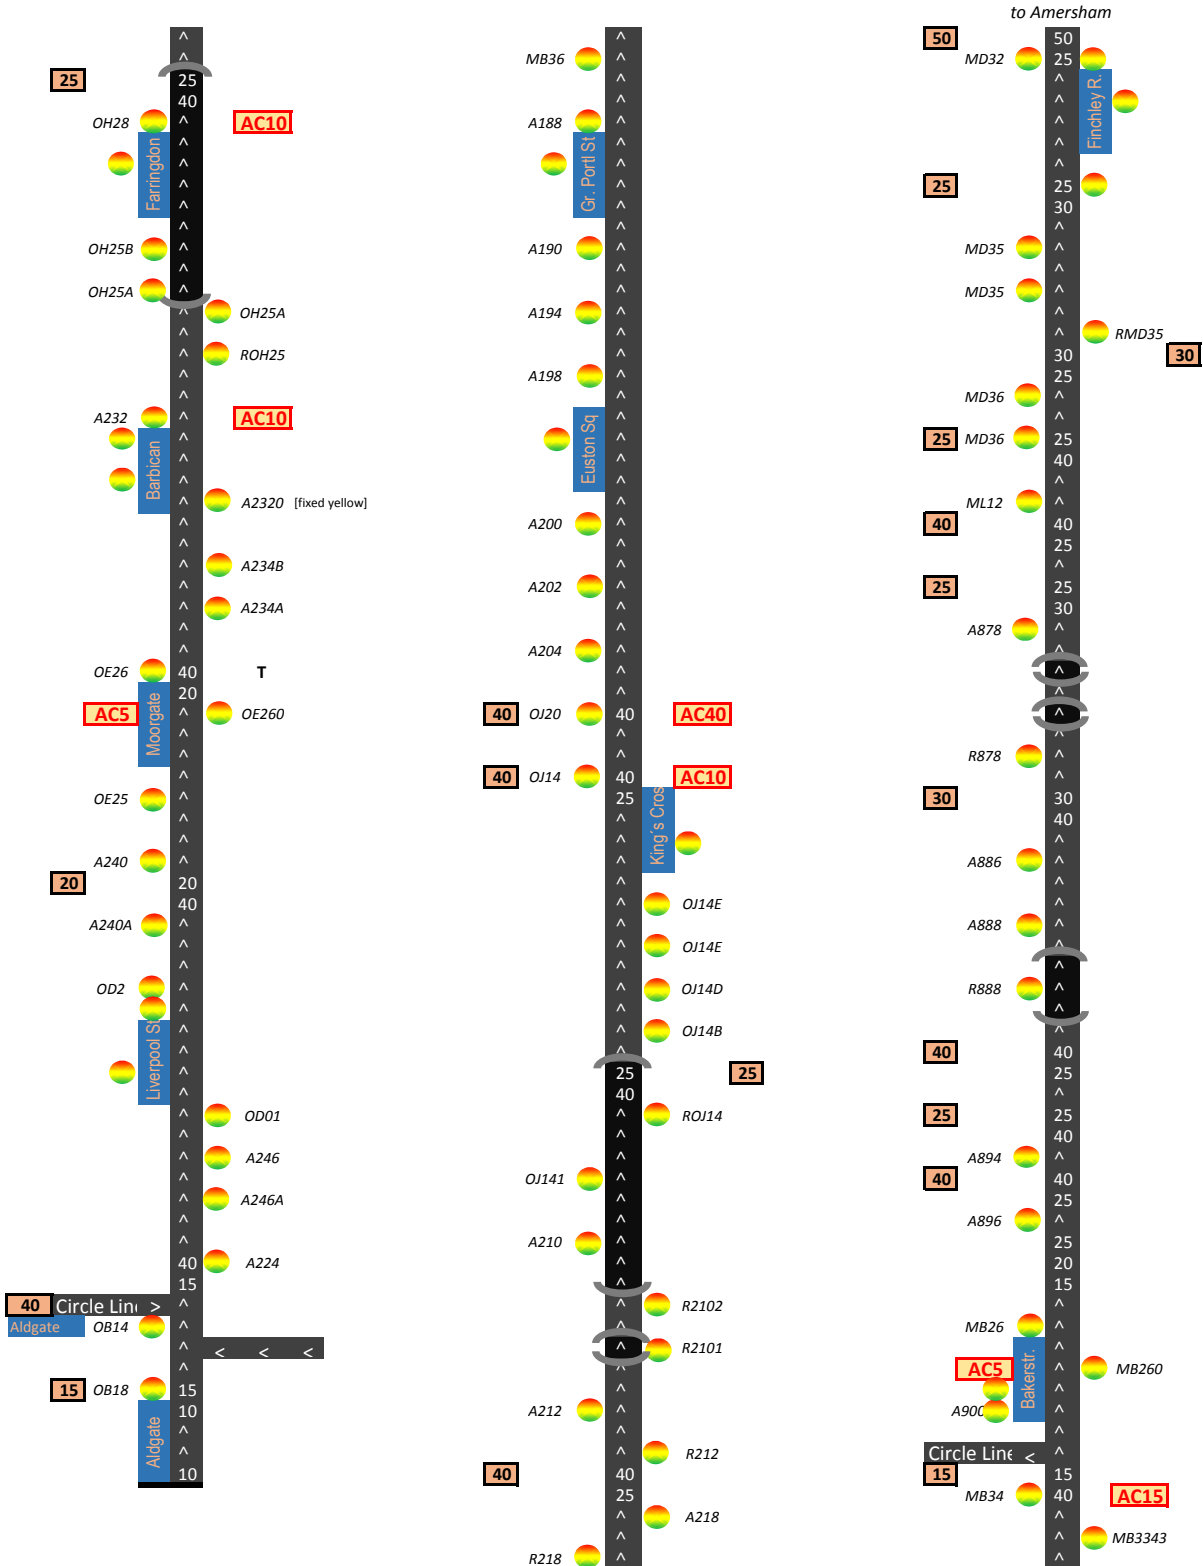 ^
^
25
25
40
OH28
^
AC10
Farringdon
^
^
^
^
^
OH25B
^
^
OH25A
^
^
OH25A
^
ROH25
^
^
A232
^
AC10
Barbican
^
^
^
^
A2320 [fixed yellow]
^
^
A234B
^
A234A
^
^
OE26
40
T
20
Moorgate
AC5
^
OE260
^
^
^
OE25
^
^
^
A240
^
20
20
40
A240A
^
^
^
OD2
^
^
Liverpool St
^
^
^
^
^
OD01
^
A246
^
A246A
^
^
A224
40
15
40
Circle Line >
^
Aldgate
OB14
^
< < <
^
15
OB18
15
10
Aldgate
^
^
10
^
MB36
^
^
^
A188
^
Gr. Portl St
^
^
^
^
^
A190
^
^
^
A194
^
^
^
A198
^
^
Euston Sq
^
^
^
^
^
A200
^
^
^
A202
^
^
^
A204
^
^
^
40
OJ20
40
AC40
^
^
40
OJ14
40
AC10
25
King´s Cros
^
^
^
^
^
OJ14E
^
OJ14E
^
^
OJ14D
^
OJ14B
^
25
25
40
ROJ14
^
^
^
OJ141
^
^
^
A210
^
^
^
R2102
^
R2101
^
^
^
A212
^
^
R212
^
40
40
25
A218
^
^
R218
^
to Amersham
50
50
MD32
25
Finchley R.
^
^
^
^
^
25
25
30
^
MD35
^
^
MD35
^
^
RMD35
^
30
30
25
MD36
^
^
25
MD36
25
40
^
ML12
^
40
40
25
^
25
25
30
A878
^
^
^
^
^
^
R878
^
^
30
30
40
^
A886
^
^
^
A888
^
^
^
R888
^
^
^
40
40
25
^
25
25
40
A894
^
40
40
25
A896
^
25
20
15
^
MB26
^
Bakerstr.
AC5
^
MB260
^
A900
^
^
Circle Line <
^
15
15
MB34
40
AC15
^
MB3343
^